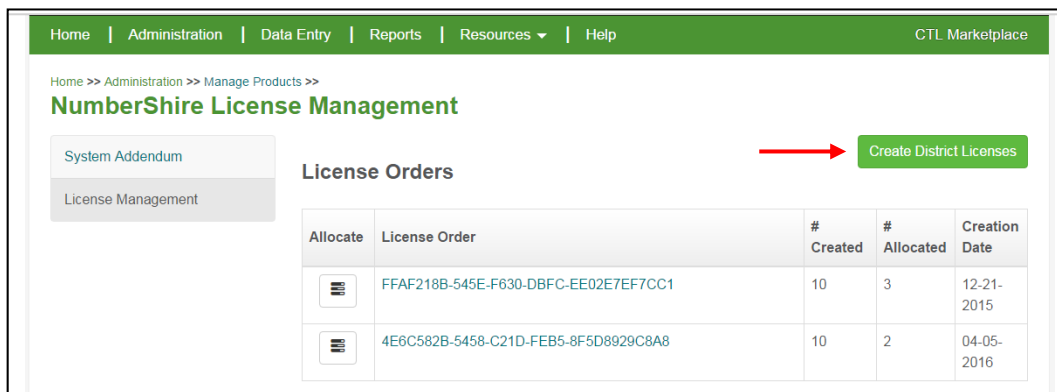 Home | Administration | Data Entry | Reports | Resources | Help CTL Marketplace
Home >> Administration >> Manage Products >>
NumberShire License Management
System Addendum
License Management
Create District Licenses
License Orders
Allocate License Order # Created # Allocated Creation Date
FFAF218B-545E-F630-DBFC-EE02E7EF7CC1 10 3 12-21-2015
4E6C582B-5458-C21D-FEB5-8F5D8929C8A8 10 2 04-05-2016